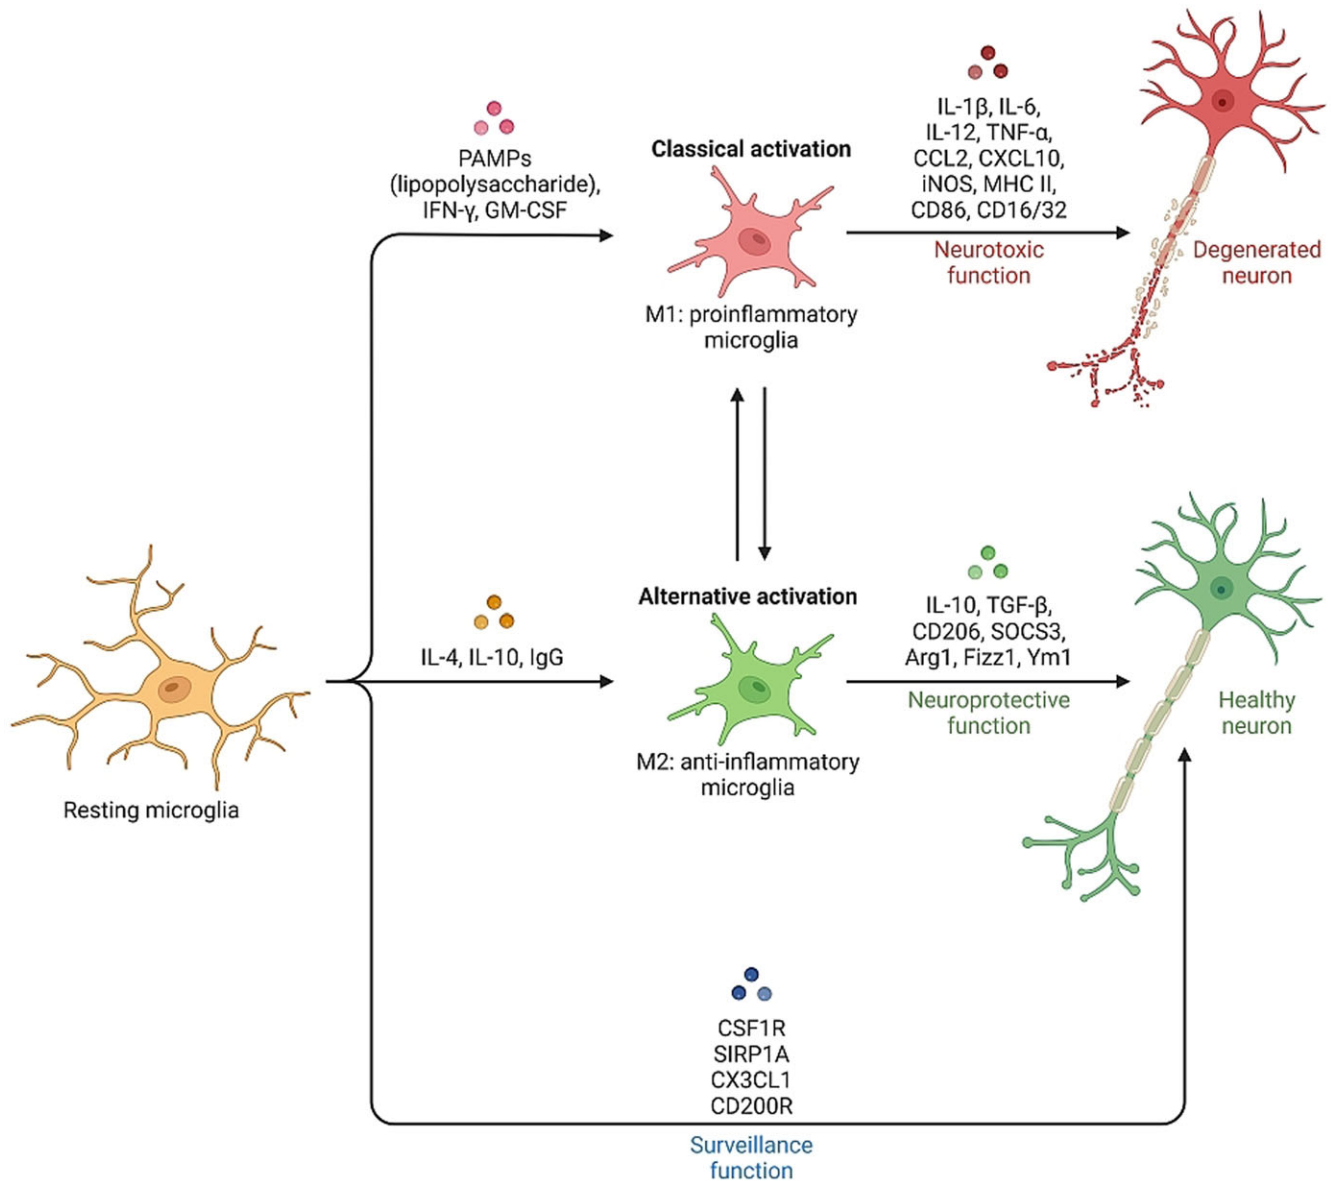 PAMPs
(lipopolysaccharide),
IFN-γ, GM-CSF
Classical activation
M1: proinflammatory
microglia
IL-1β, IL-6,
IL-12, TNF-α,
CCL2, CXCL10,
iNOS, MHC II,
CD86, CD16/32
Neurotoxic
function
Degenerated
neuron
Resting microglia
IL-4, IL-10, IgG
Alternative activation
M2: anti-inflammatory
microglia
IL-10, TGF-β,
CD206, SOCS3,
Arg1, Fizz1, Ym1
Neuroprotective
function
Healthy
neuron
CSF1R
SIRP1A
CX3CL1
CD200R
Surveillance
function